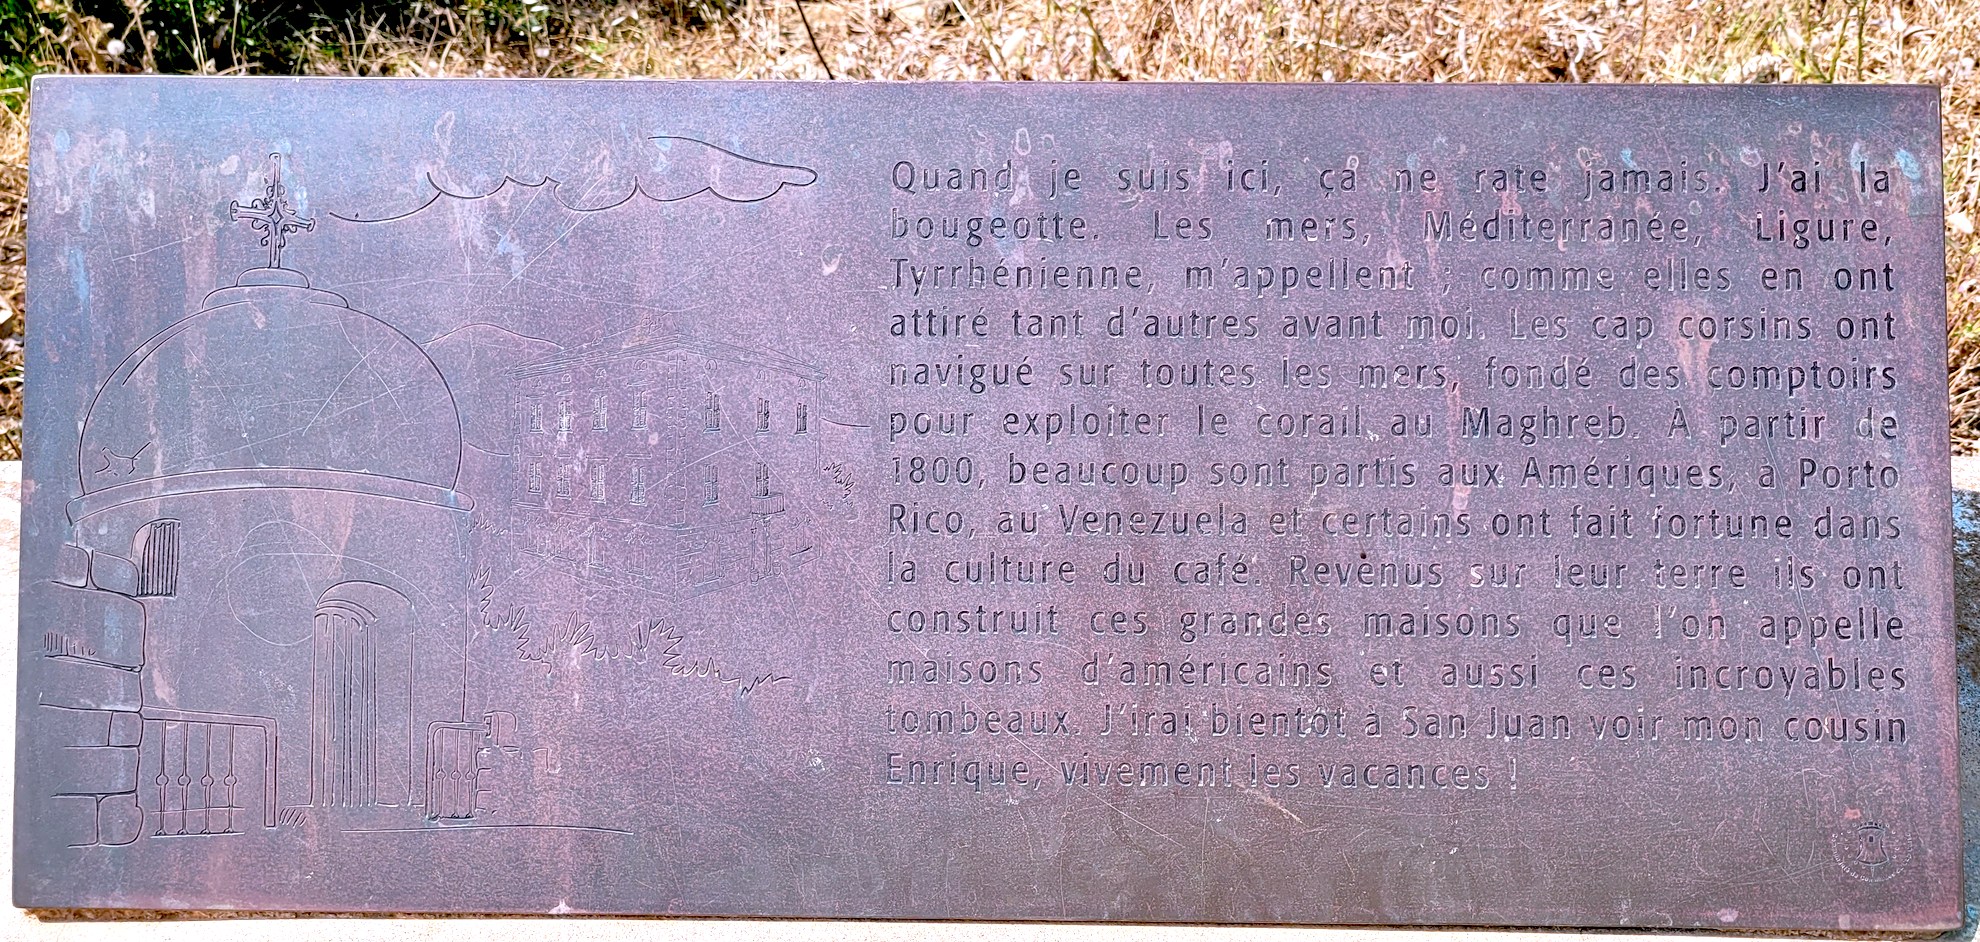 Quand je suis ici, ça ne rate jamais. J'ai la
bougeotte. Les mers, Méditerranée, Ligure,
Tyrrhénienne, m'appellent ; comme elles en ont
attiré tant d'autres avant moi. Les cap corsins ont
navigué sur toutes les mers, fondé des comptoirs
pour exploiter le corail au Maghreb. A partir de
1800, beaucoup sont partis aux Amériques, a Porto
Rico, au Venezuela et certains ont fait fortune dans
la culture du café. Revenus sur leur terre ils ont
construit ces grandes maisons que l'on appelle
maisons d'américains et aussi ces incroyables
tombeaux. J'irai bientôt à San Juan voir mon cousin
Enrique, vivement les vacances !